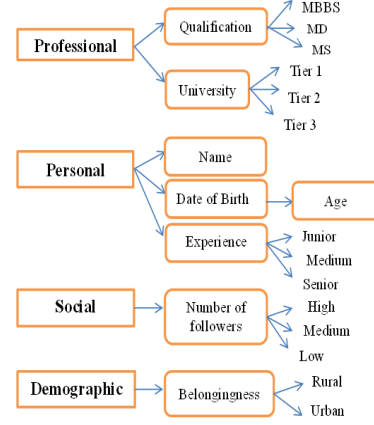 Professional
Qualification
MBBS
MD
MS
University
Tier 1
Tier 2
Tier 3
Personal
Name
Date of Birth
Age
Experience
Junior
Medium
Senior
Social
Number of
followers
High
Medium
Low
Demographic
Belongingness
Rural
Urban